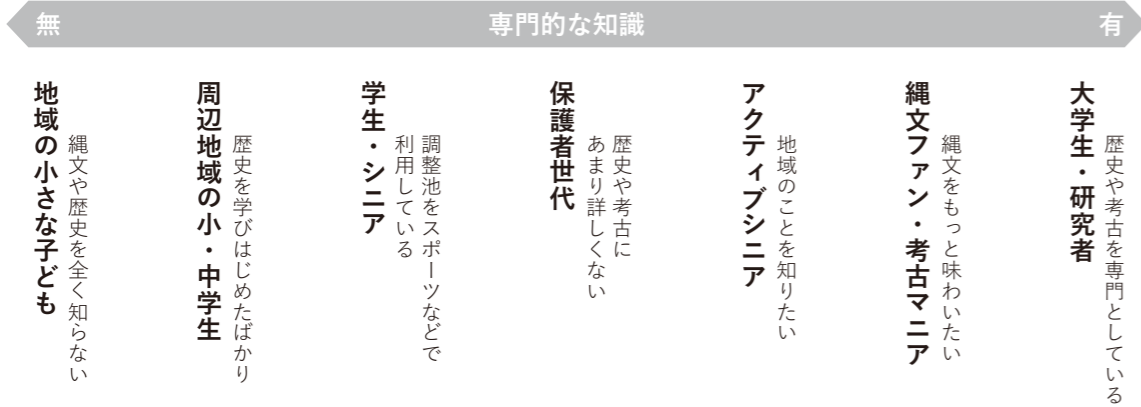 無
専門的な知識
有
歴史や考古を専門としている
大学生・研究者
縄文をもっと味わいたい
縄文ファン・考古マニア
地域のことを知りたい
アクティブシニア
歴史や考古に
あまり詳しくない
保護者世代
調整池をスポーツなどで
利用している
学生・シニア
歴史を学びはじめたばかり
周辺地域の小・中学生
縄文や歴史を全く知らない
地域の小さな子ども